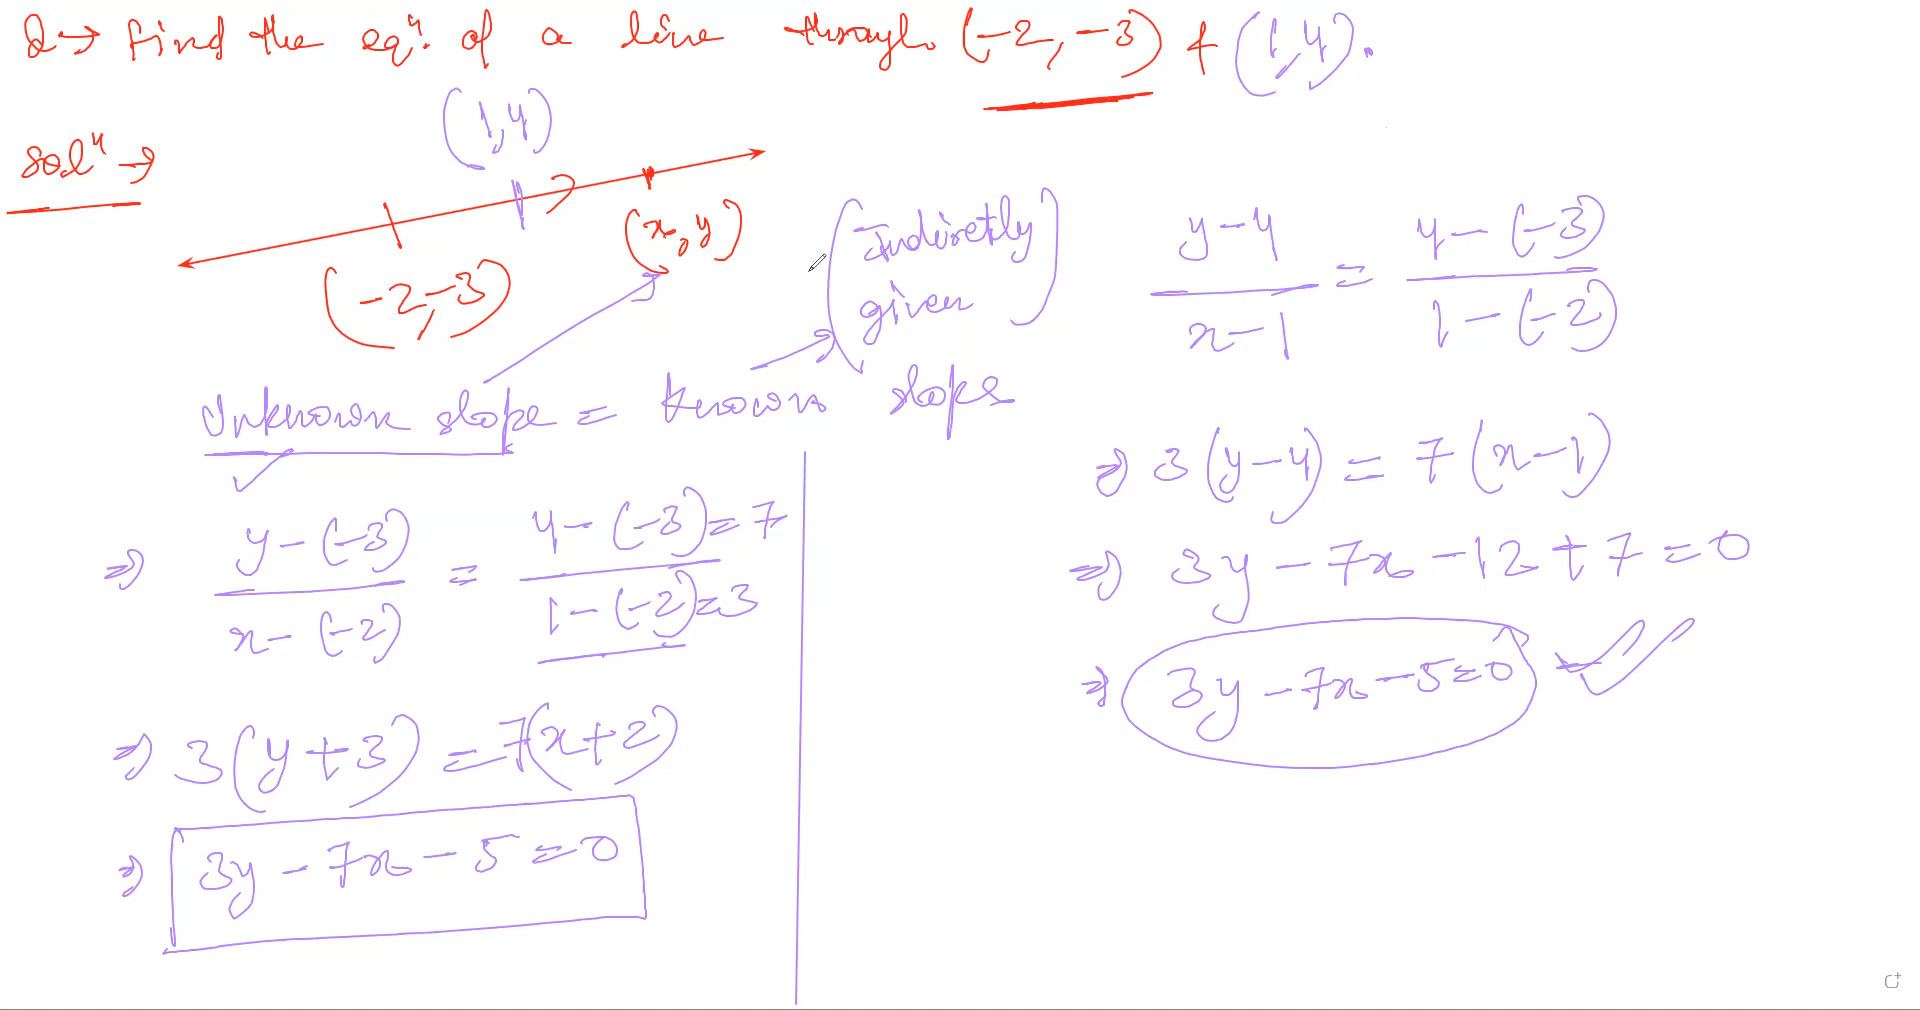 Q→ find the eqⁿ. of a line through (-2, -3) & (1, 4).
solⁿ →
(1, 4)
(x, y)
(-2, -3)
(Indirectly given)
Unknown slope = Known slope
⇒ y-(-3)/x-(-2) = 4-(-3)=7/1-(-2)=3
⇒ 3(y+3) = 7(x+2)
⇒ 3y - 7x - 5 = 0
y-4/x-1 = 4-(-3)/1-(-2)
⇒ 3(y-4) = 7(x-1)
⇒ 3y - 7x - 12 + 7 = 0
⇒ 3y - 7x - 5 = 0